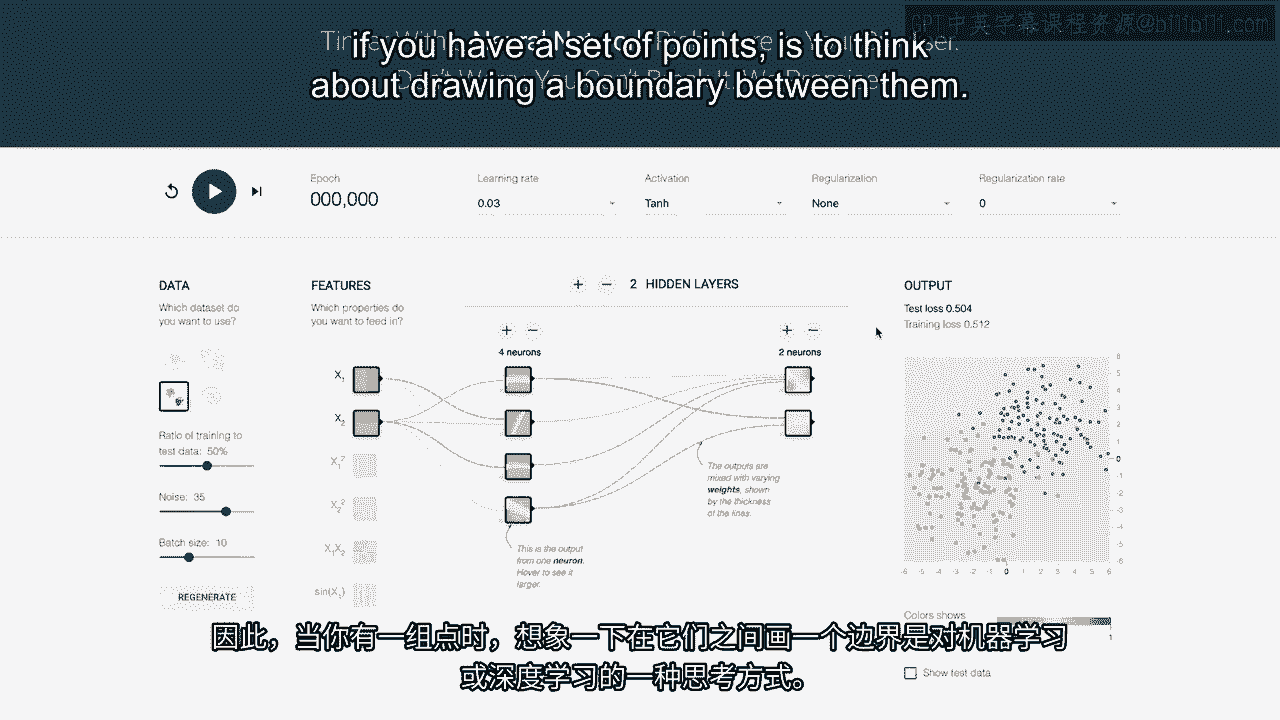 GPT中英字幕课程资源@bilibili.com
if you have a set of points, is to think
about drawing a boundary between them.
Epoch
000,000
Learning rate
0.03
Activation
Tanh
Regularization
None
Regularization rate
0
DATA
Which dataset do
you want to use?
Ratio of training to
test data: 50%
Noise: 35
Batch size: 10
REGENERATE
FEATURES
Which properties do
you want to feed in?
X1
X2
X1²
X2²
X1X2
sin(X1)
+ − 2 HIDDEN LAYERS
+ −
4 neurons
+ −
2 neurons
The outputs are
mixed with varying
weights, shown
by the thickness
of the lines.
This is the output
from one neuron.
Hover to see it
larger.
OUTPUT
Test loss 0.504
Training loss 0.512
6
5
4
3
2
1
0
-1
-2
-3
-4
-5
-6
-6 -5 -4 -3 -2 -1 0 1 2 3 4 5 6
Colors shows
1
Show test data
因此，当你有一组点时，想象一下在它们之间画一个边界是对机器学习
或深度学习的一种思考方式。